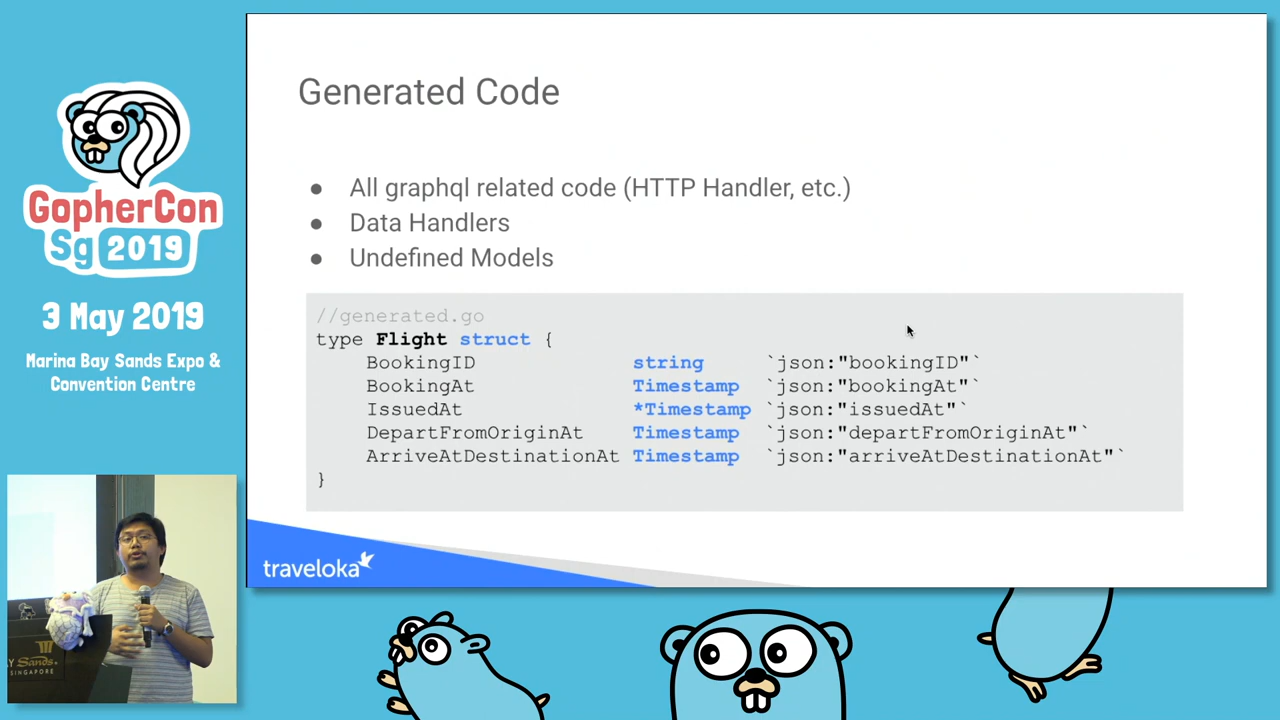 GopherCon
Sg 2019
3 May 2019
Marina Bay Sands Expo &
Convention Centre
Generated Code
● All graphql related code (HTTP Handler, etc.)
● Data Handlers
● Undefined Models
//generated.go
type Flight struct {
BookingID string `json:"bookingID"`
BookingAt Timestamp `json:"bookingAt"`
IssuedAt *Timestamp `json:"issuedAt"`
DepartFromOriginAt Timestamp `json:"departFromOriginAt"`
ArriveAtDestinationAt Timestamp `json:"arriveAtDestinationAt"`
}
traveloka
Sands
SINGAPORE